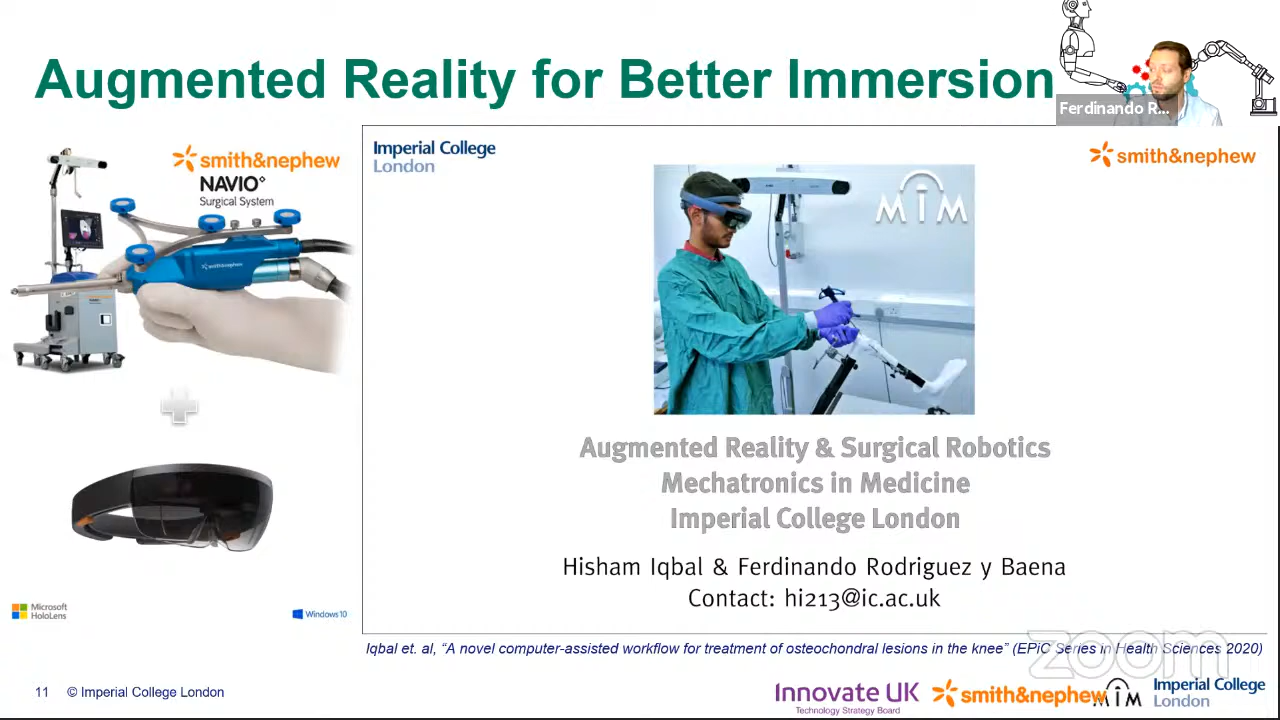 Augmented Reality for Better Immersion
Ferdinando R...
smith&nephew
NAVIO
Surgical System
smith&nephew
Imperial College
London
smith&nephew
MIM
Augmented Reality & Surgical Robotics
Mechatronics in Medicine
Imperial College London
Hisham Iqbal & Ferdinando Rodriguez y Baena
Contact: hi213@ic.ac.uk
Microsoft
HoloLens
Windows 10
Iqbal et. al, “A novel computer-assisted workflow for treatment of osteochondral lesions in the knee” (EPiC Series in Health Sciences 2020)
zoom
11 © Imperial College London
Innovate UK
Technology Strategy Board
smith&nephew
MIM
Imperial College
London